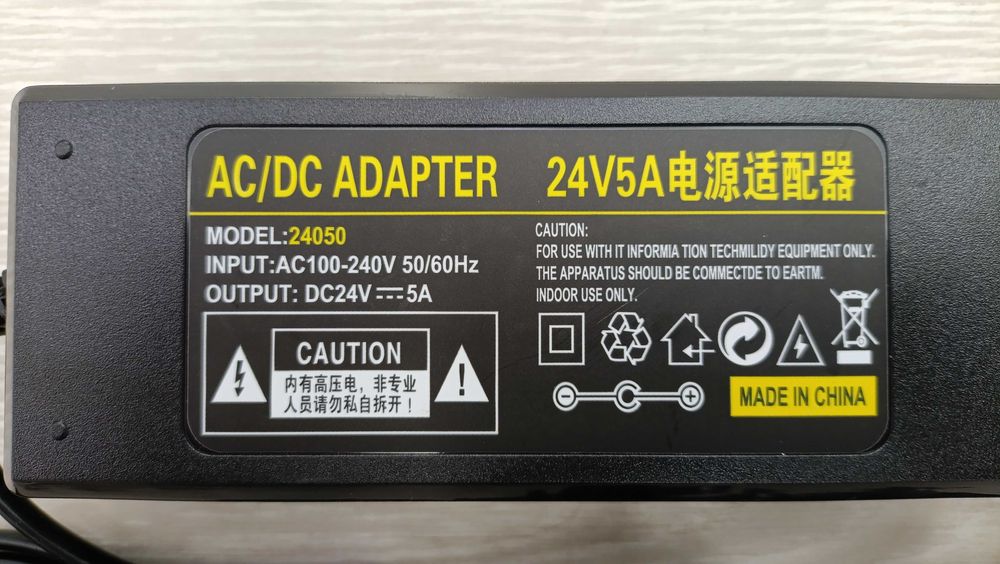 AC/DC ADAPTER 24V5A电源适配器
MODEL:24050
INPUT:AC100-240V 50/60Hz
OUTPUT: DC24V⎓5A
CAUTION
内有高压电，非专业
人员请勿私自拆开！
CAUTION:
FOR USE WITH IT INFORMIA TION TECHMILIDY EQUIPMENT ONLY.
THE APPARATUS SHOULD BE COMMECTDE TO EARTM.
INDOOR USE ONLY.
MADE IN CHINA